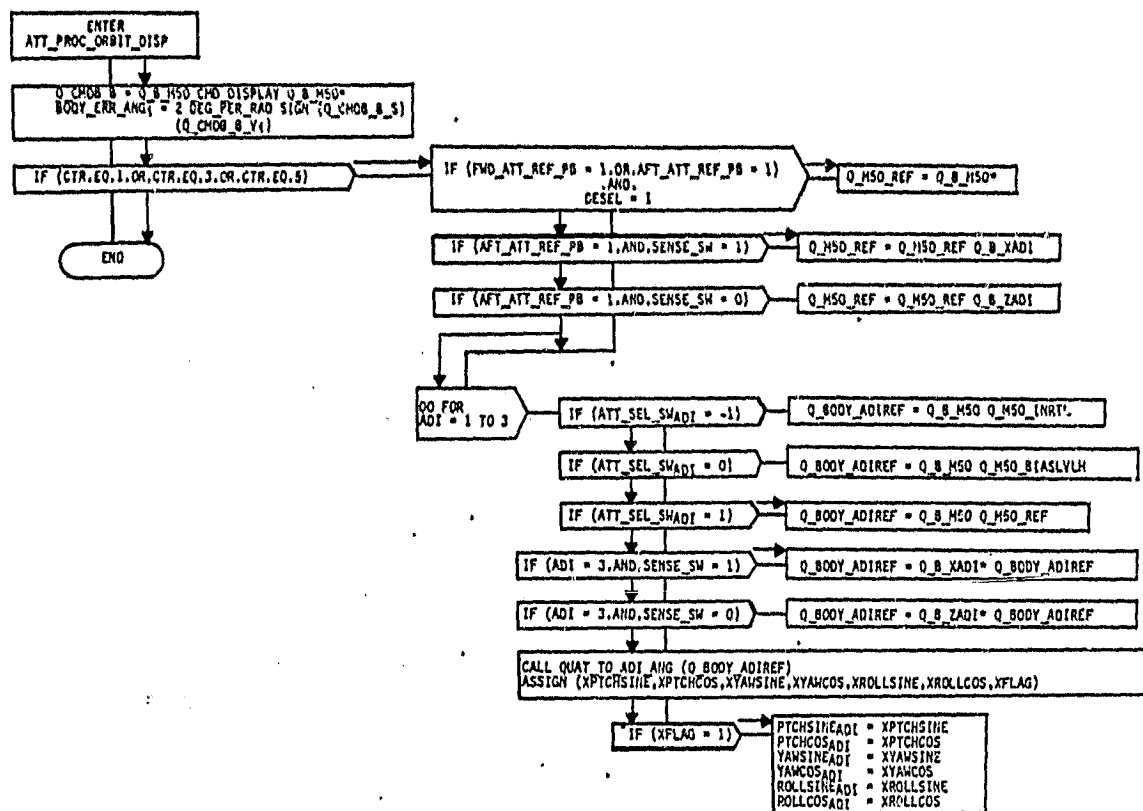 ENTER
ATT_PROC_ORBIT_DISP
Q_CMDB_B = Q_B_M50_CMD_DISPLAY Q_B_M50*
BODY_ERR_ANGi = 2 DEG_PER_RAD SIGN (Q_CMDB_B_S)
(Q_CMDB_B_Vi)
IF (CTR.EQ.1.OR.CTR.EQ.3.OR.CTR.EQ.5)
END
IF (FWD_ATT_REF_PB = 1.OR.AFT_ATT_REF_PB = 1)
.AND.
DESEL = 1
Q_M50_REF = Q_B_M50*
IF (AFT_ATT_REF_PB = 1.AND.SENSE_SW = 1)
Q_M50_REF = Q_M50_REF Q_B_XADI
IF (AFT_ATT_REF_PB = 1.AND.SENSE_SW = 0)
Q_M50_REF = Q_M50_REF Q_B_ZADI
DO FOR
ADI = 1 TO 3
IF (ATT_SEL_SWADI = -1)
Q_BODY_ADIREF = Q_B_M50 Q_M50_INRTL
IF (ATT_SEL_SWADI = 0)
Q_BODY_ADIREF = Q_B_M50 Q_M50_BIASLVLH
IF (ATT_SEL_SWADI = 1)
Q_BODY_ADIREF = Q_B_M50 Q_M50_REF
IF (ADI = 3.AND.SENSE_SW = 1)
Q_BODY_ADIREF = Q_B_XADI* Q_BODY_ADIREF
IF (ADI = 3.AND.SENSE_SW = 0)
Q_BODY_ADIREF = Q_B_ZADI* Q_BODY_ADIREF
CALL QUAT TO ADI_ANG (Q_BODY_ADIREF)
ASSIGN (XPTCHSINE,XPTCHCOS,XYAWSINE,XYAWCOS,XROLLSINE,XROLLCOS,XFLAG)
IF (XFLAG = 1)
PTCHSINEADI = XPTCHSINE
PTCHCOSADI = XPTCHCOS
YAWSINEADI = XYAWSINE
YAWCOSADI = XYAWCOS
ROLLSINEADI = XROLLSINE
ROLLCOSADI = XROLLCOS